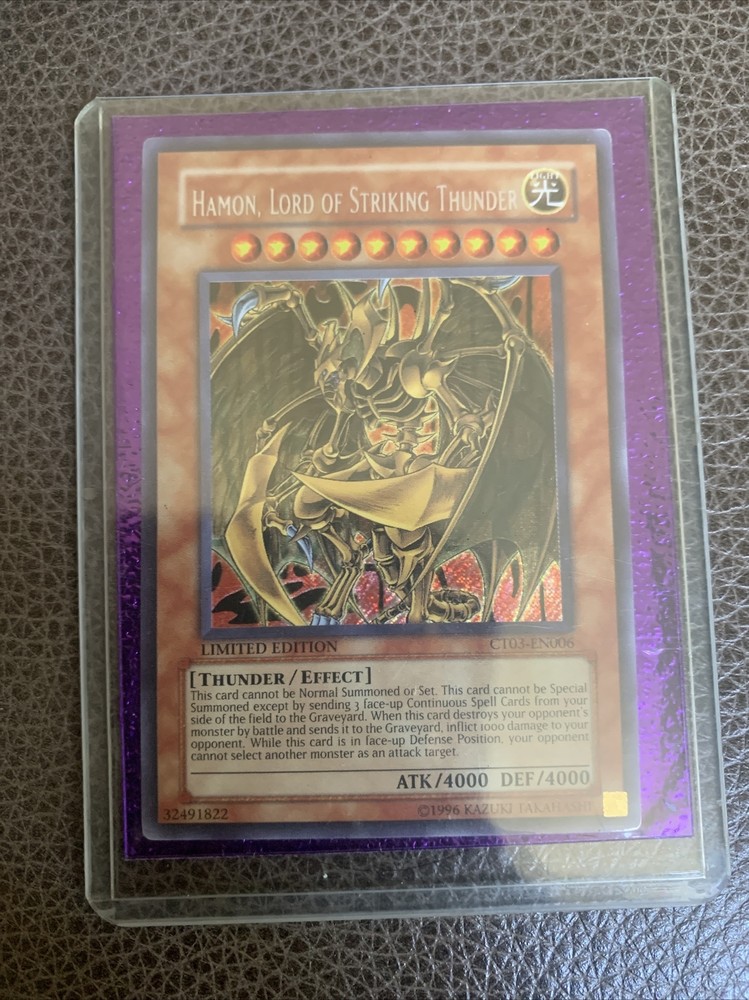 HAMON, LORD OF STRIKING THUNDER
LIGHT
光
LIMITED EDITION
CT03-EN006
[THUNDER / EFFECT]
This card cannot be Normal Summoned or Set. This card cannot be Special
Summoned except by sending 3 face-up Continuous Spell Cards from your
side of the field to the Graveyard. When this card destroys your opponent's
monster by battle and sends it to the Graveyard, inflict 1000 damage to your
opponent. While this card is in face-up Defense Position, your opponent
cannot select another monster as an attack target.
ATK/4000 DEF/4000
32491822
©1996 KAZUKI TAKAHASHI